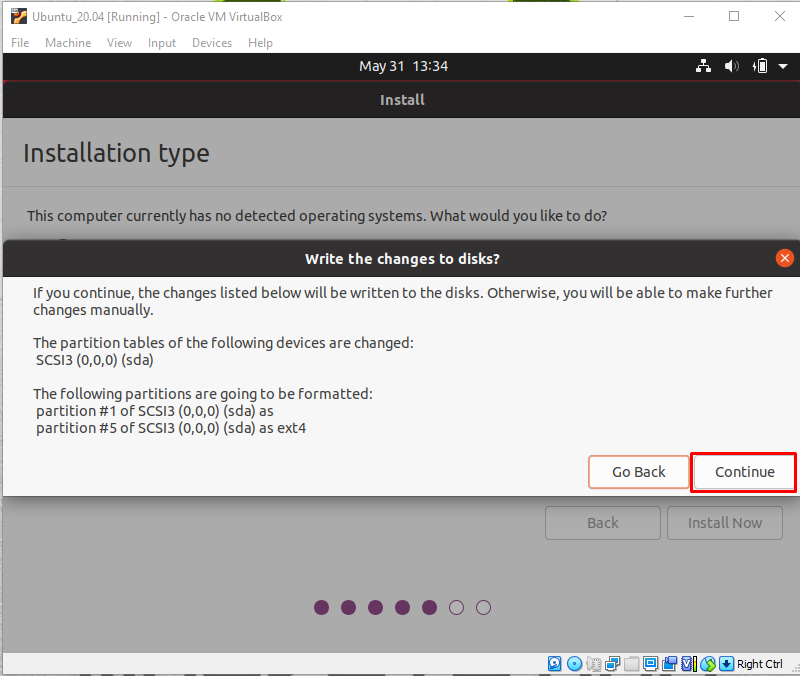 Ubuntu_20.04 [Running] - Oracle VM VirtualBox
File Machine View Input Devices Help
May 31 13:34
Install
Installation type
This computer currently has no detected operating systems. What would you like to do?
Write the changes to disks?
If you continue, the changes listed below will be written to the disks. Otherwise, you will be able to make further
changes manually.
The partition tables of the following devices are changed:
SCSI3 (0,0,0) (sda)
The following partitions are going to be formatted:
partition #1 of SCSI3 (0,0,0) (sda) as
partition #5 of SCSI3 (0,0,0) (sda) as ext4
Go Back Continue
Back Install Now
Right Ctrl